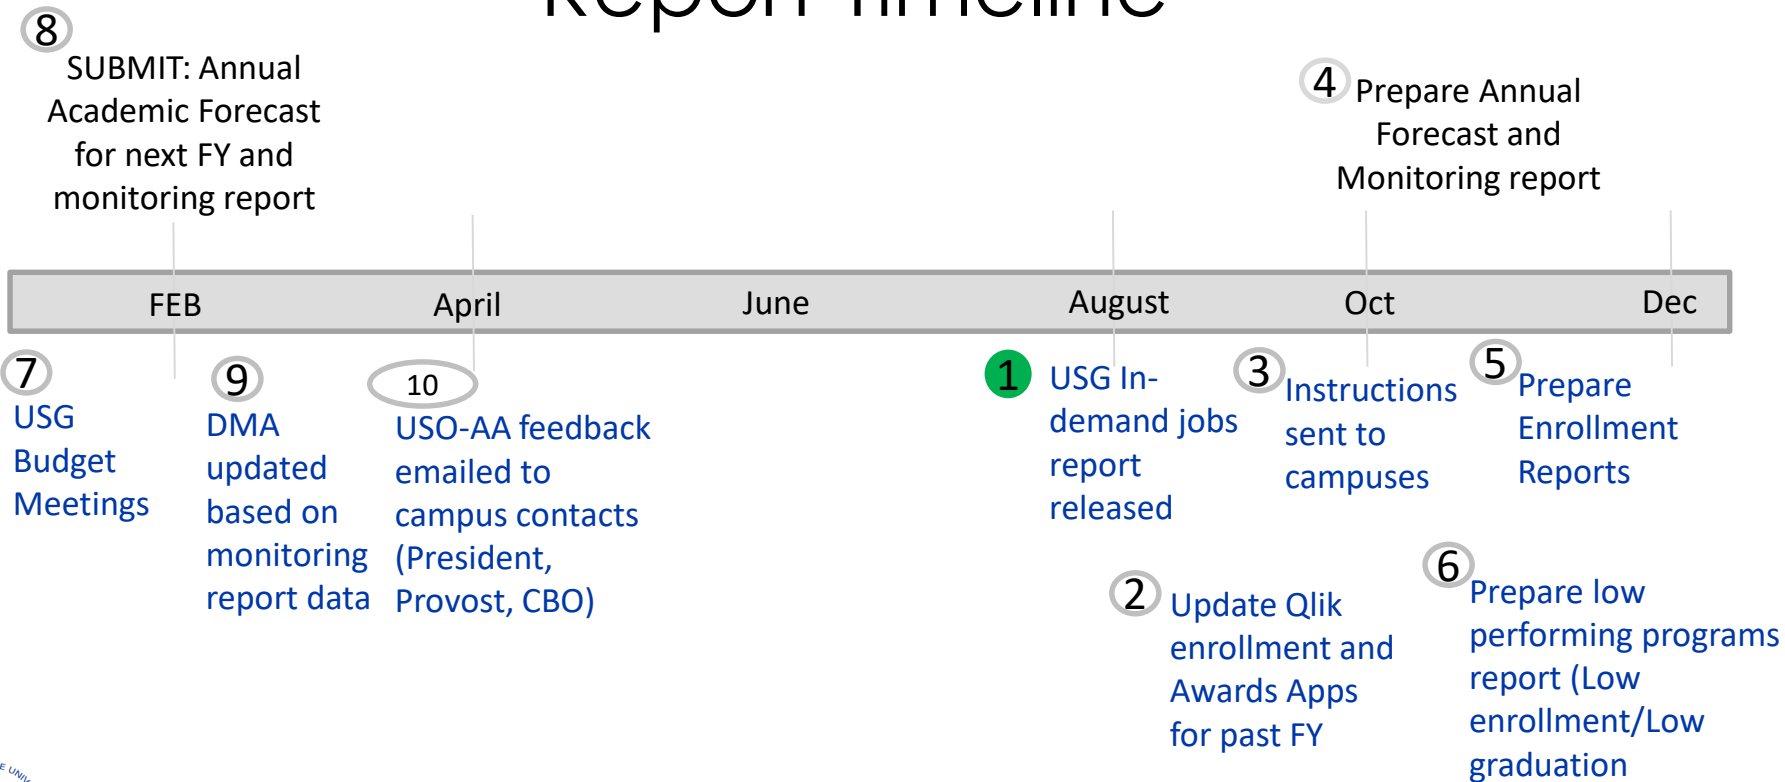 Report Timeline
8
SUBMIT: Annual
Academic Forecast
for next FY and
monitoring report
4
Prepare Annual
Forecast and
Monitoring report
FEB
April
June
August
Oct
Dec
7
USG
Budget
Meetings
9
DMA
updated
based on
monitoring
report data
10
USO-AA feedback
emailed to
campus contacts
(President,
Provost, CBO)
1
USG In-
demand jobs
report
released
3
Instructions
sent to
campuses
5
Prepare
Enrollment
Reports
2
Update Qlik
enrollment and
Awards Apps
for past FY
6
Prepare low
performing programs
report (Low
enrollment/Low
graduation